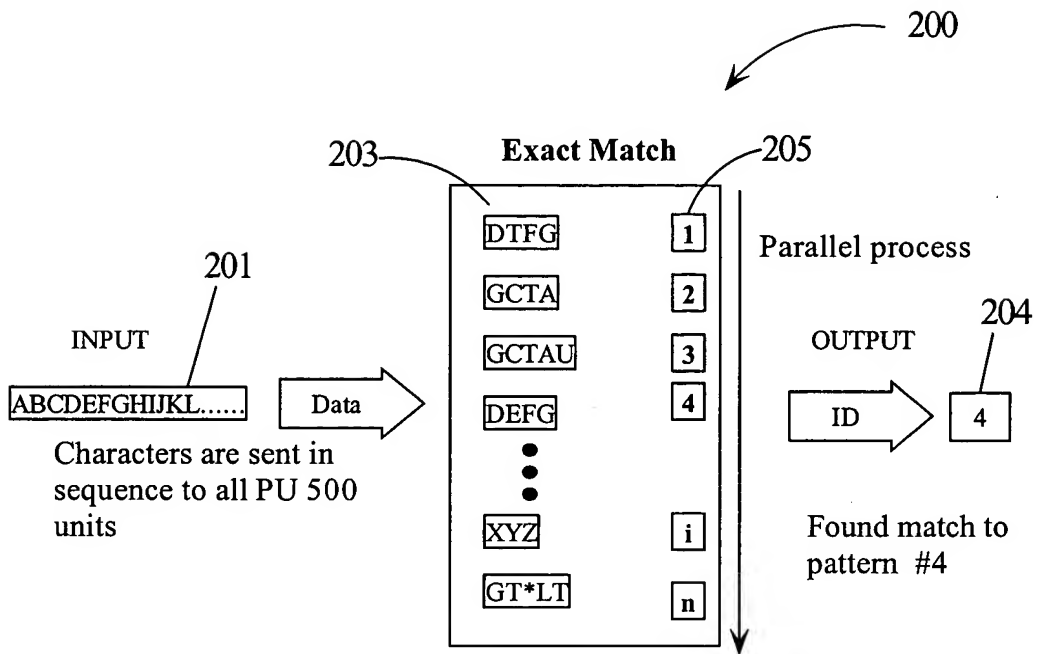 200
203
Exact Match
205
DTFG
1
Parallel process
201
GCTA
2
204
INPUT
GCTAU
3
OUTPUT
ABCDEFGHIJKL......
Data
DEFG
4
ID
4
Characters are sent in
sequence to all PU 500
units
XYZ
i
Found match to
pattern #4
GT*LT
n